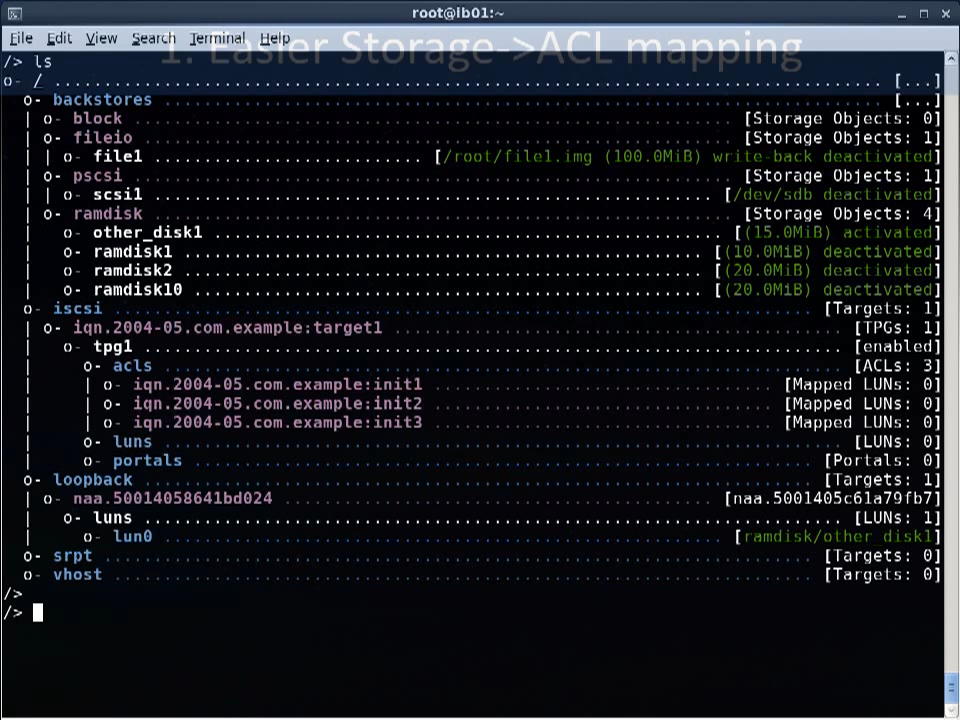 root@ib01:~
File Edit View Search Terminal Help
1. Easier Storage->ACL mapping
/> ls
o- / ..................................................................................... [...]
o- backstores .......................................................................... [...]
| o- block .............................................................. [Storage Objects: 0]
| o- fileio ............................................................. [Storage Objects: 1]
| | o- file1 ........................... [/root/file1.img (100.0MiB) write-back deactivated]
| o- pscsi .............................................................. [Storage Objects: 1]
| | o- scsi1 ........................................................ [/dev/sdb deactivated]
| o- ramdisk ............................................................ [Storage Objects: 4]
| o- other_disk1 ..................................................... [(15.0MiB) activated]
| o- ramdisk1 ...................................................... [(10.0MiB) deactivated]
| o- ramdisk2 ...................................................... [(20.0MiB) deactivated]
| o- ramdisk10 ..................................................... [(20.0MiB) deactivated]
o- iscsi ........................................................................ [Targets: 1]
| o- iqn.2004-05.com.example:target1 ............................................... [TPGs: 1]
| o- tpg1 ........................................................................ [enabled]
| o- acls ...................................................................... [ACLs: 3]
| | o- iqn.2004-05.com.example:init1 .................................. [Mapped LUNs: 0]
| | o- iqn.2004-05.com.example:init2 .................................. [Mapped LUNs: 0]
| | o- iqn.2004-05.com.example:init3 .................................. [Mapped LUNs: 0]
| o- luns ...................................................................... [LUNs: 0]
| o- portals ................................................................ [Portals: 0]
o- loopback ..................................................................... [Targets: 1]
| o- naa.50014058641bd024 ............................................. [naa.5001405c61a79fb7]
| o- luns ........................................................................ [LUNs: 1]
| o- lun0 ......................................................... [ramdisk/other_disk1]
o- srpt ......................................................................... [Targets: 0]
o- vhost ........................................................................ [Targets: 0]
/>
/>